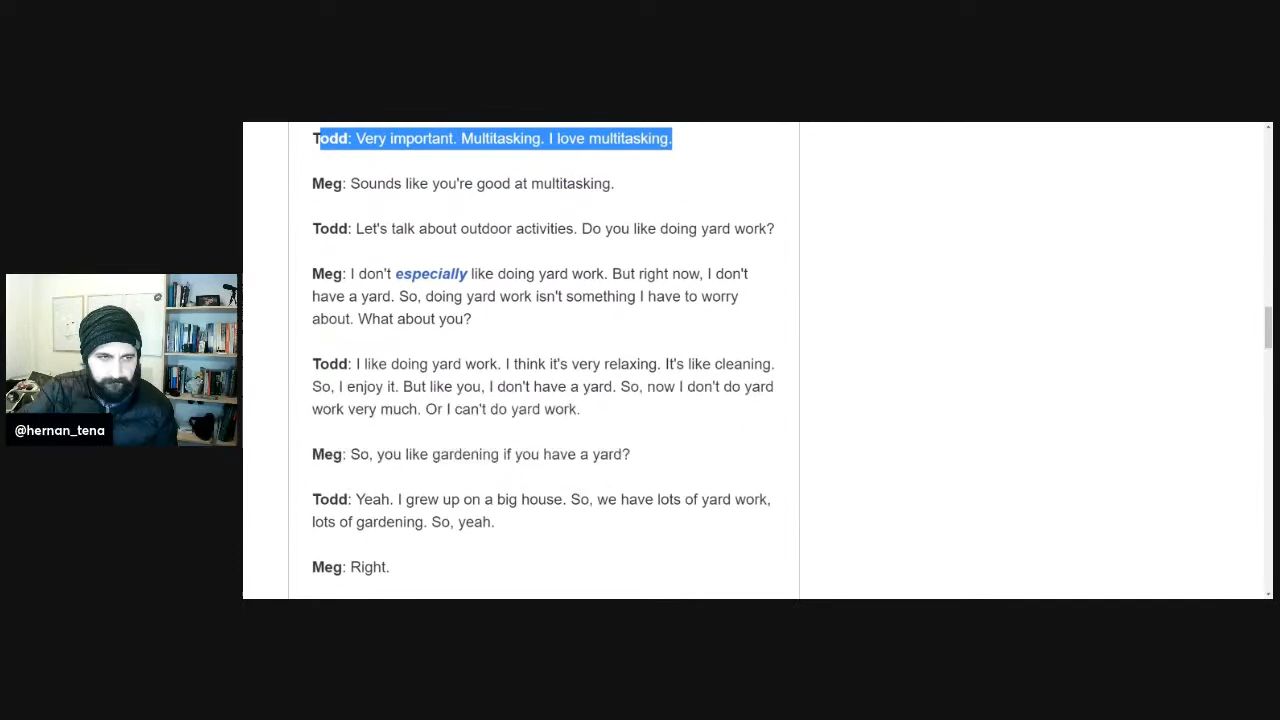 Todd: Very important. Multitasking. I love multitasking.
Meg: Sounds like you're good at multitasking.
Todd: Let's talk about outdoor activities. Do you like doing yard work?
Meg: I don't especially like doing yard work. But right now, I don't
have a yard. So, doing yard work isn't something I have to worry
about. What about you?
Todd: I like doing yard work. I think it's very relaxing. It's like cleaning.
So, I enjoy it. But like you, I don't have a yard. So, now I don't do yard
work very much. Or I can't do yard work.
Meg: So, you like gardening if you have a yard?
Todd: Yeah. I grew up on a big house. So, we have lots of yard work,
lots of gardening. So, yeah.
Meg: Right.
@hernan_tena